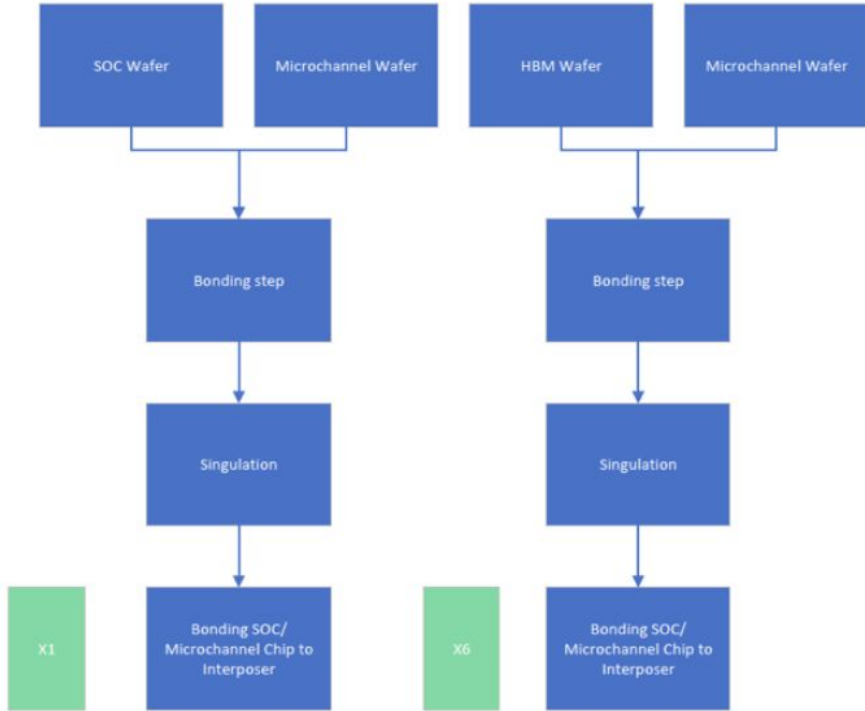 SOC Wafer
Microchannel Wafer
HBM Wafer
Microchannel Wafer
Bonding step
Bonding step
Singulation
Singulation
X1
Bonding SOC/
Microchannel Chip to
Interposer
X6
Bonding SOC/
Microchannel Chip to
Interposer